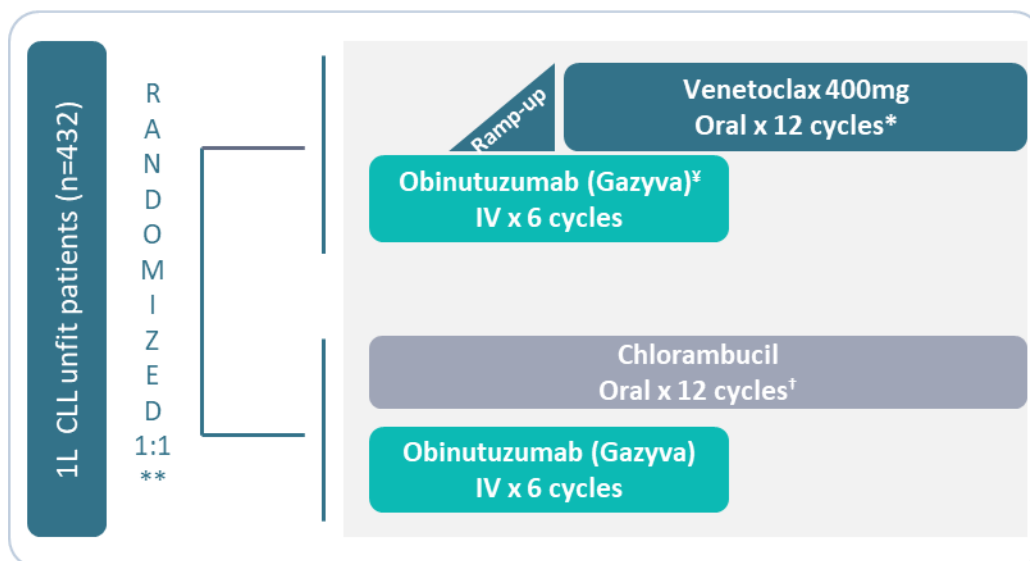 1L CLL unfit patients (n=432)
RANDOMIZED
1:1
**
Ramp-up
Venetoclax 400mg
Oral x 12 cycles*
Obinutuzumab (Gazyva)¥
IV x 6 cycles
Chlorambucil
Oral x 12 cycles†
Obinutuzumab (Gazyva)
IV x 6 cycles